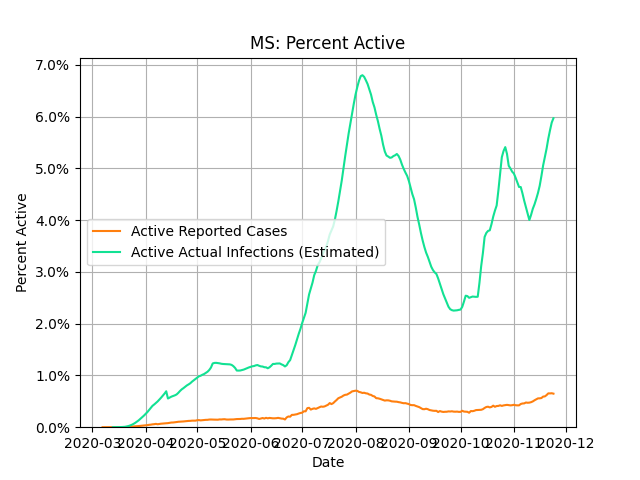 MS: Percent Active
7.0%
6.0%
5.0%
4.0%
3.0%
2.0%
1.0%
0.0%
Percent Active
Active Reported Cases
Active Actual Infections (Estimated)
2020-03 2020-04 2020-05 2020-06 2020-07 2020-08 2020-09 2020-10 2020-11 2020-12
Date